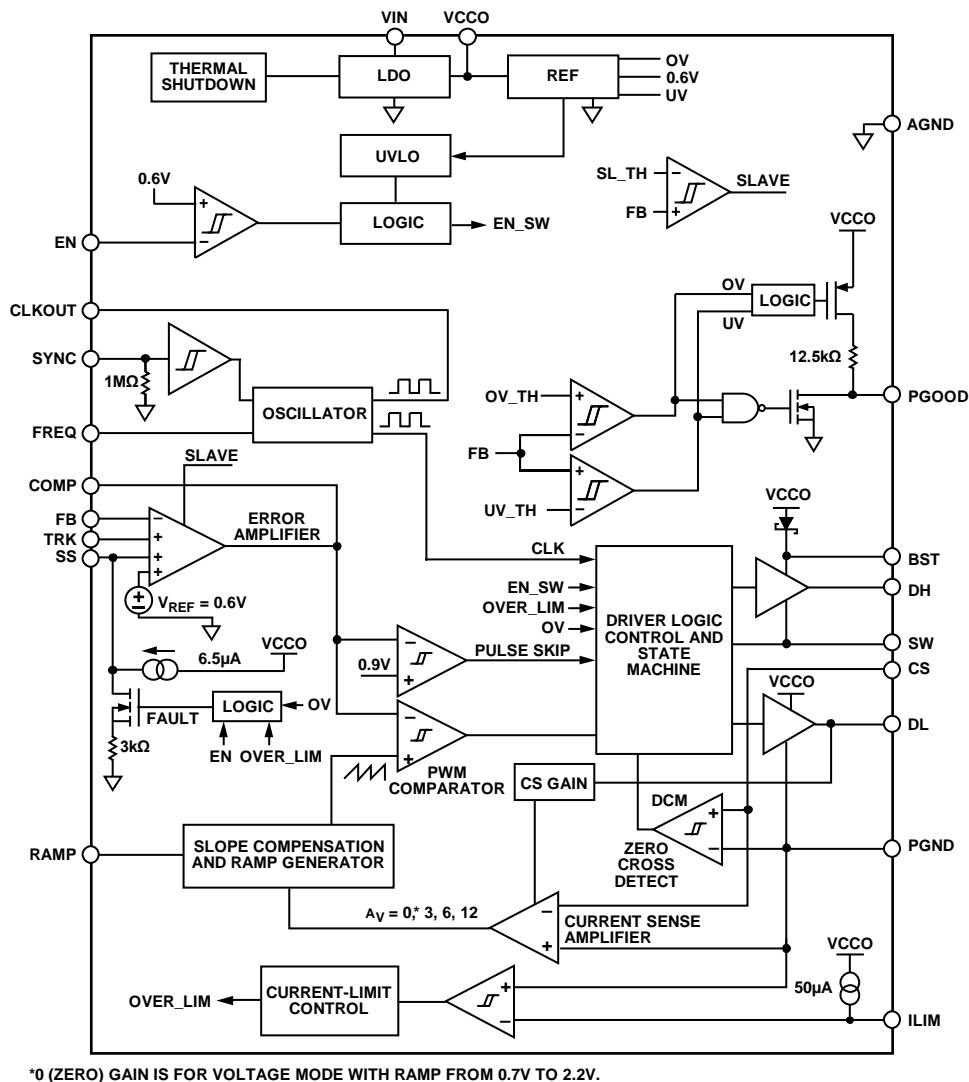 VIN
VCCO
THERMAL
SHUTDOWN
LDO
REF
OV
0.6V
UV
AGND
UVLO
0.6V
+
−
LOGIC
EN_SW
EN
SL_TH
−
FB
+
SLAVE
VCCO
OV
UV
LOGIC
12.5kΩ
PGOOD
CLKOUT
SYNC
1MΩ
OSCILLATOR
FREQ
OV_TH
+
−
FB
+
−
UV_TH
SLAVE
COMP
FB
−
TRK
+
SS
+
+
ERROR
AMPLIFIER
VREF = 0.6V
6.5µA
VCCO
FAULT
LOGIC
OV
EN
OVER_LIM
3kΩ
CLK
EN_SW
OVER_LIM
OV
−
0.9V
+
PULSE SKIP
−
+
PWM
COMPARATOR
DRIVER LOGIC
CONTROL AND
STATE
MACHINE
VCCO
BST
DH
SW
CS
VCCO
DL
CS GAIN
DCM
+
−
ZERO
CROSS
DETECT
PGND
RAMP
SLOPE COMPENSATION
AND RAMP GENERATOR
AV = 0,* 3, 6, 12
−
+
CURRENT SENSE
AMPLIFIER
VCCO
50µA
OVER_LIM
CURRENT-LIMIT
CONTROL
+
−
ILIM
*0 (ZERO) GAIN IS FOR VOLTAGE MODE WITH RAMP FROM 0.7V TO 2.2V.